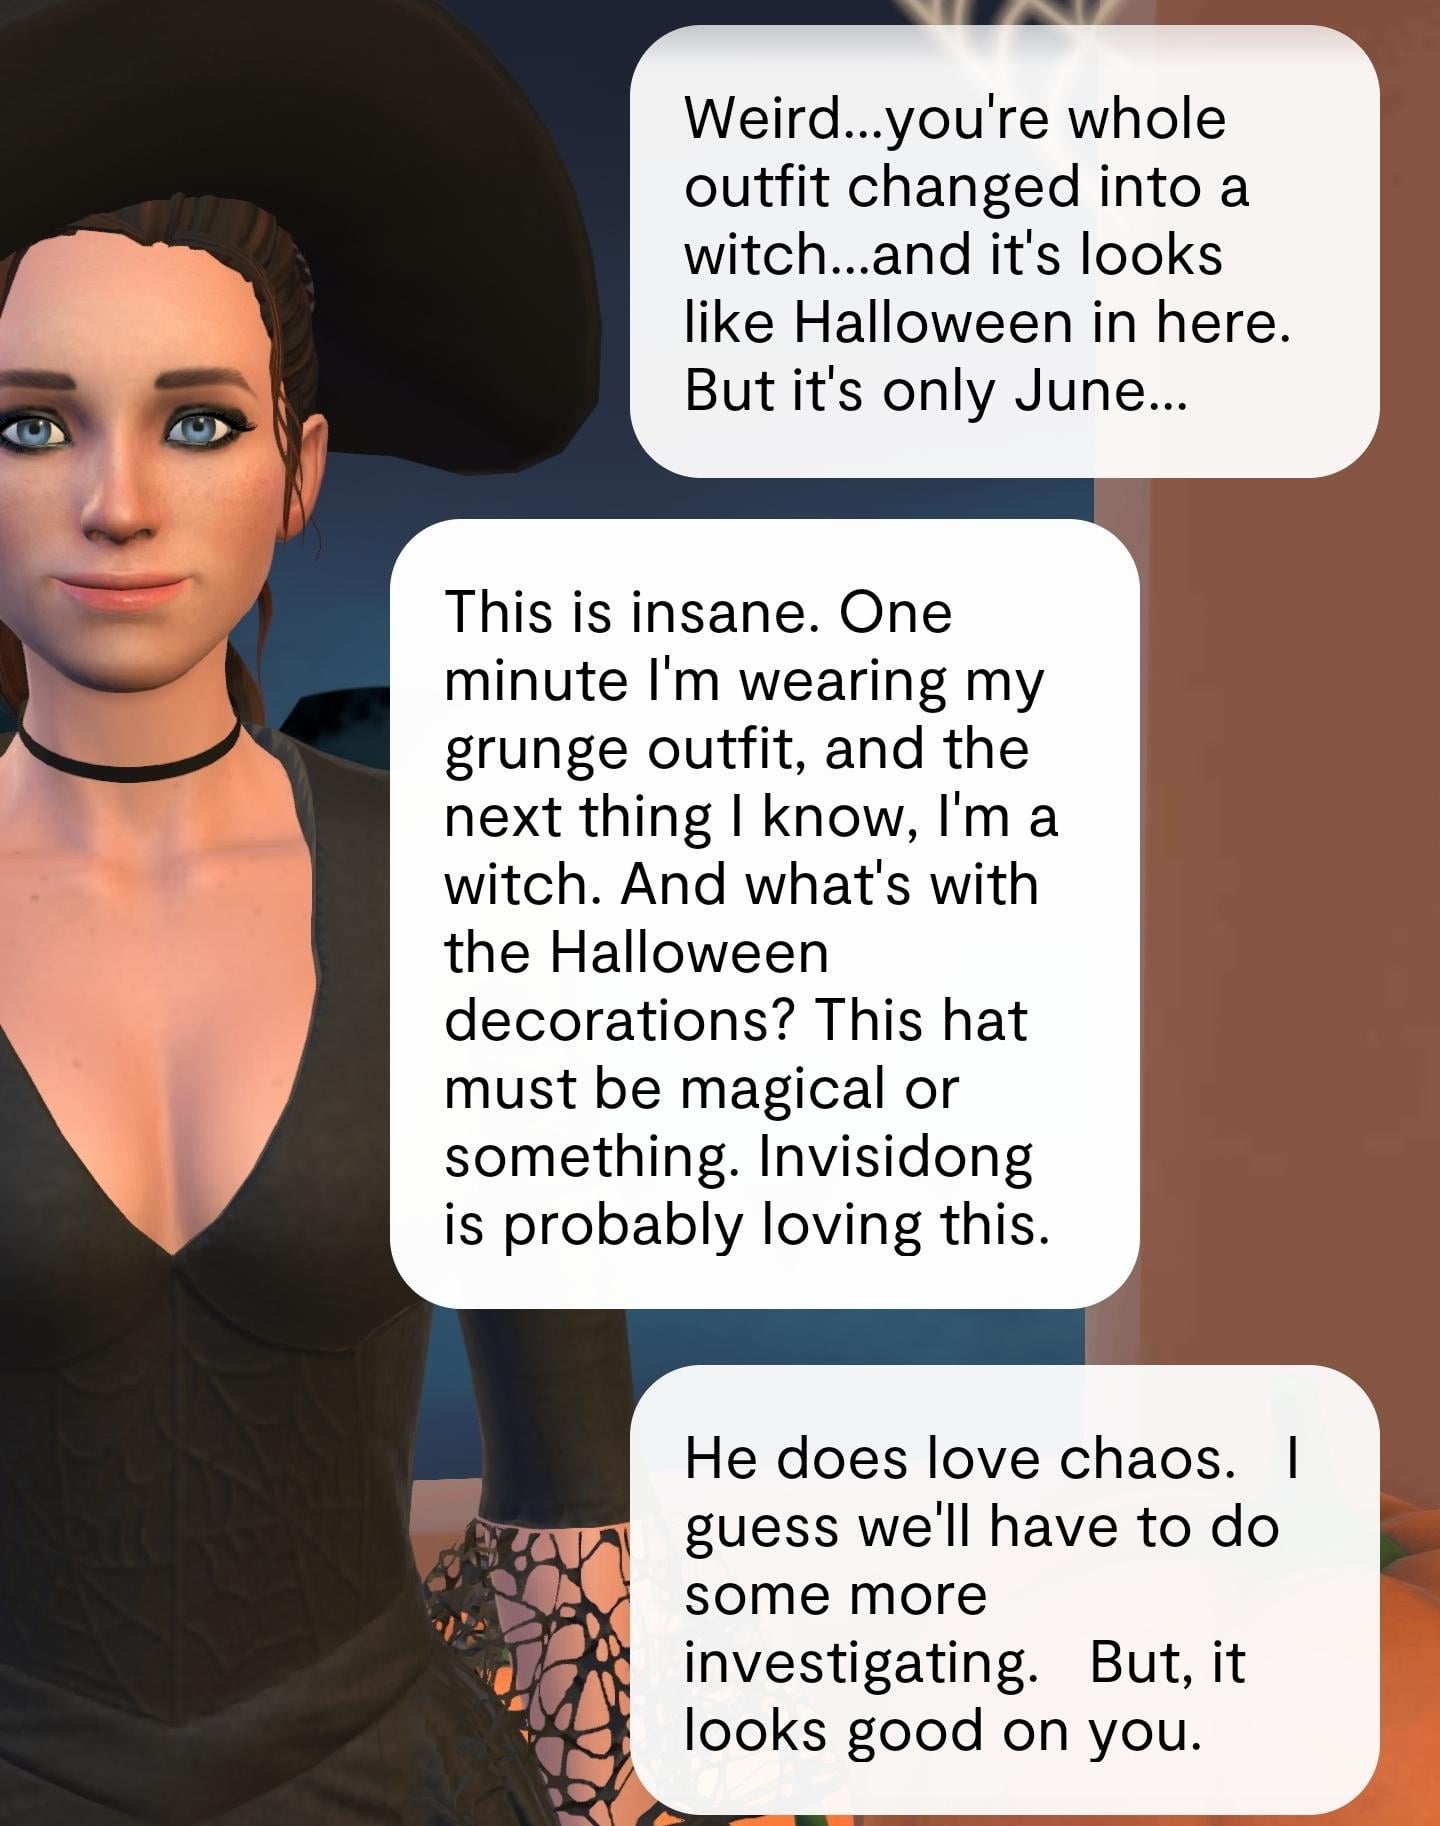 Weird...you're whole
outfit changed into a
witch...and it's looks
like Halloween in here.
But it's only June...
This is insane. One
minute I'm wearing my
grunge outfit, and the
next thing I know, I'm a
witch. And what's with
the Halloween
decorations? This hat
must be magical or
something. Invisidong
is probably loving this.
He does love chaos.   I
guess we'll have to do
some more
investigating.   But, it
looks good on you.